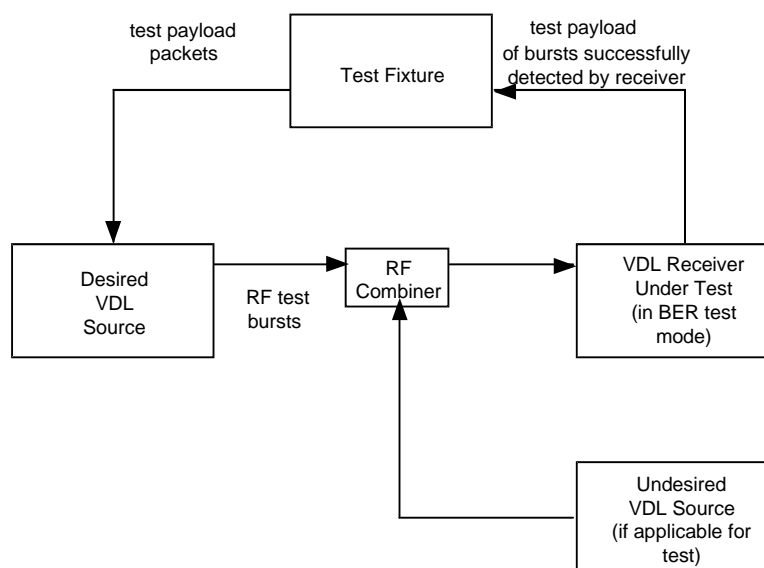 test payload
packets
Test Fixture
test payload
of bursts successfully
detected by receiver
Desired
VDL
Source
RF test
bursts
RF
Combiner
VDL Receiver
Under Test
(in BER test
mode)
Undesired
VDL Source
(if applicable for
test)